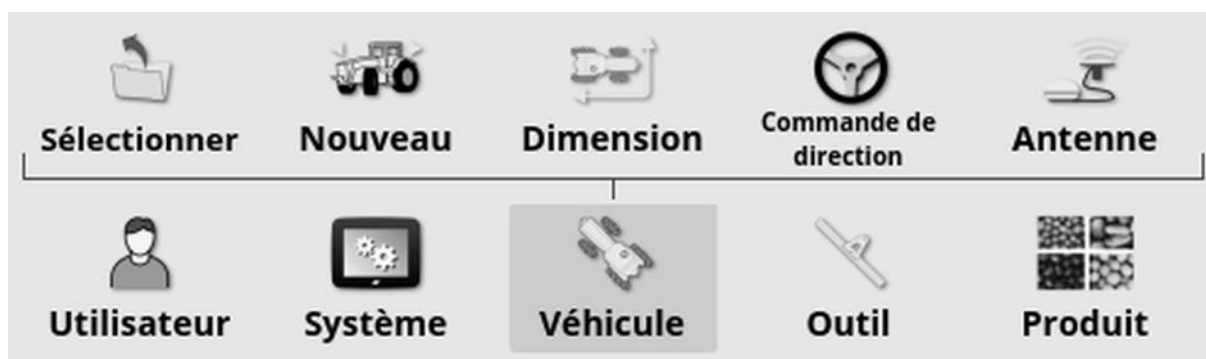 Sélectionner
Nouveau
Dimension
Commande de
direction
Antenne
Utilisateur
Système
Véhicule
Outil
Produit